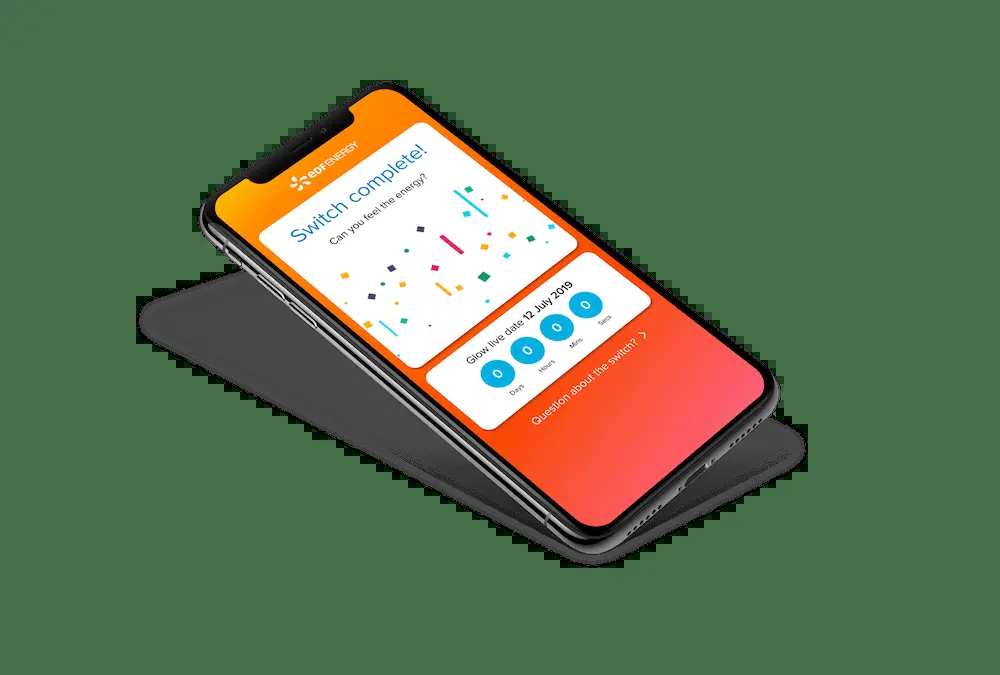 eDF ENERGY
Switch complete!
Can you feel the energy?
Glow live date 12 July 2019
0 0 0 0
Days Hours Mins Secs
Question about the switch? >